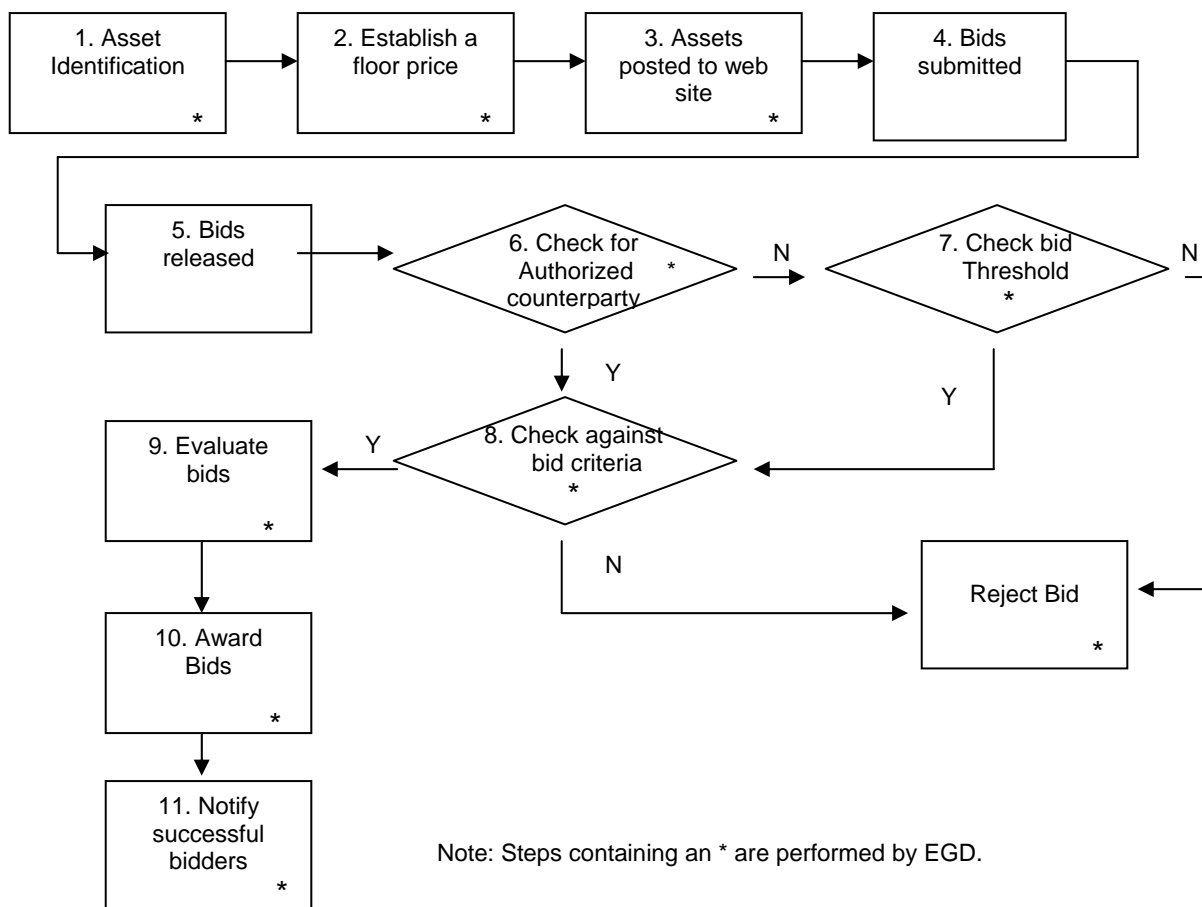 1. Asset
Identification
*
2. Establish a
floor price
*
3. Assets
posted to web
site
*
4. Bids
submitted
5. Bids
released
6. Check for
Authorized *
counterparty
N
7. Check bid
Threshold
*
N
Y
Y
8. Check against
bid criteria
*
Y
9. Evaluate
bids
*
N
Reject Bid
*
10. Award
Bids
*
11. Notify
successful
bidders
*
Note: Steps containing an * are performed by EGD.